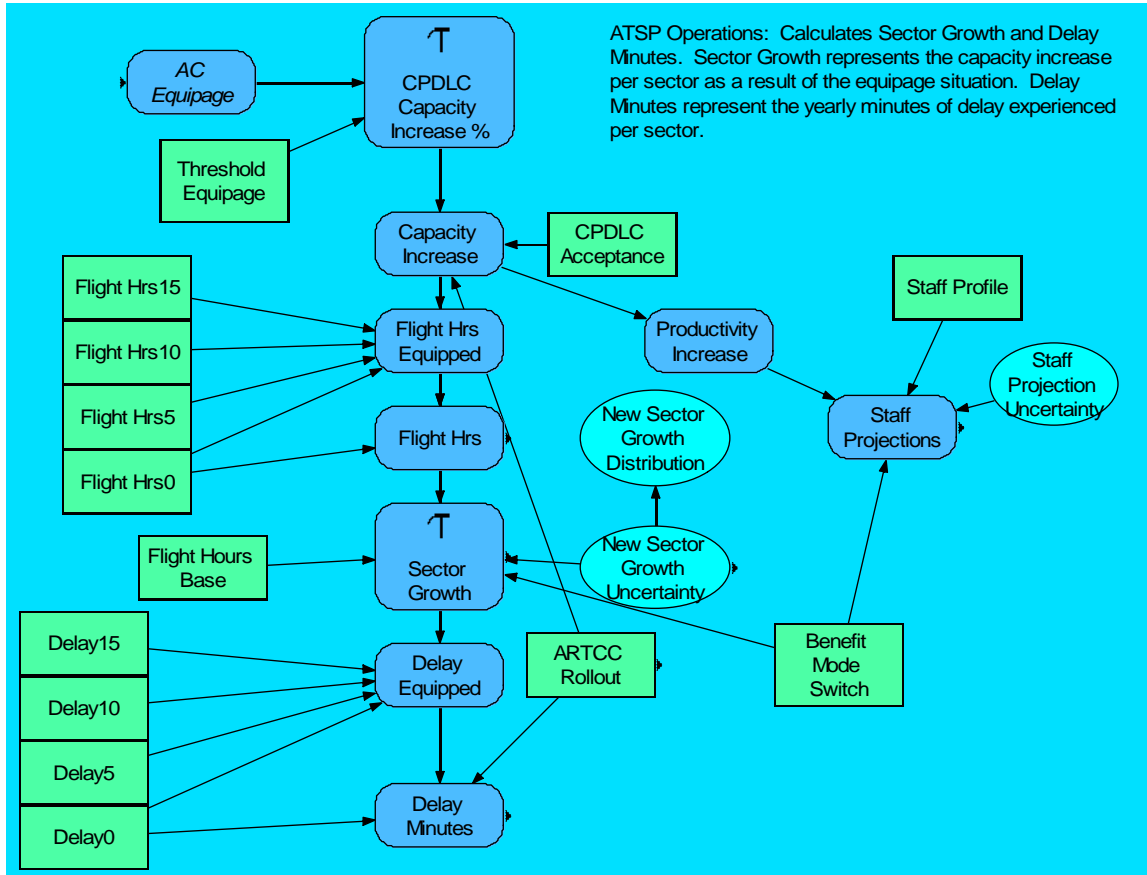 ATSP Operations: Calculates Sector Growth and Delay
Minutes. Sector Growth represents the capacity increase
per sector as a result of the equipage situation. Delay
Minutes represent the yearly minutes of delay experienced
per sector.
AC
Equipage
CPDLC
Capacity
Increase %
Threshold
Equipage
Capacity
Increase
CPDLC
Acceptance
Flight Hrs15
Flight Hrs10
Flight Hrs5
Flight Hrs0
Flight Hrs
Equipped
Productivity
Increase
Staff Profile
Staff
Projection
Uncertainty
Staff
Projections
New Sector
Growth
Distribution
Flight Hrs
Flight Hours
Base
Sector
Growth
New Sector
Growth
Uncertainty
Delay15
Delay10
Delay5
Delay0
Delay
Equipped
ARTCC
Rollout
Benefit
Mode
Switch
Delay
Minutes